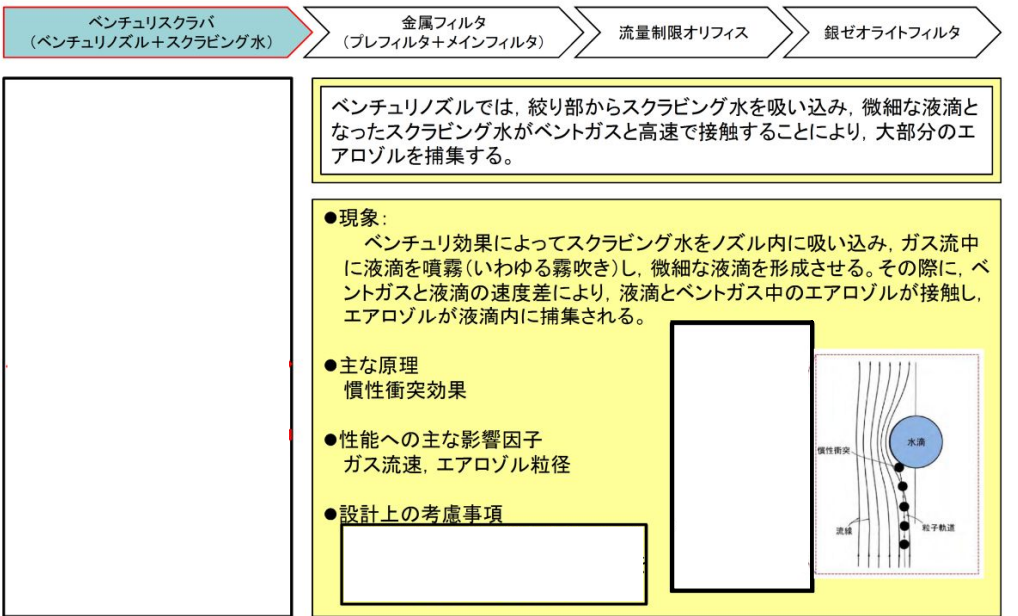 ベンチュリスクラバ
(ベンチュリノズル+スクラビング水)
金属フィルタ
(プレフィルタ+メインフィルタ)
流量制限オリフィス
銀ゼオライトフィルタ
ベンチュリノズルでは,絞り部からスクラビング水を吸い込み,微細な液滴と
なったスクラビング水がベントガスと高速で接触することにより,大部分のエ
アロゾルを捕集する。
●現象:
ベンチュリ効果によってスクラビング水をノズル内に吸い込み,ガス流中
に液滴を噴霧(いわゆる霧吹き)し,微細な液滴を形成させる。その際に,ベ
ントガスと液滴の速度差により,液滴とベントガス中のエアロゾルが接触し,
エアロゾルが液滴内に捕集される。
●主な原理
慣性衝突効果
●性能への主な影響因子
ガス流速,エアロゾル粒径
●設計上の考慮事項
水滴
慣性衝突
流線
粒子軌道